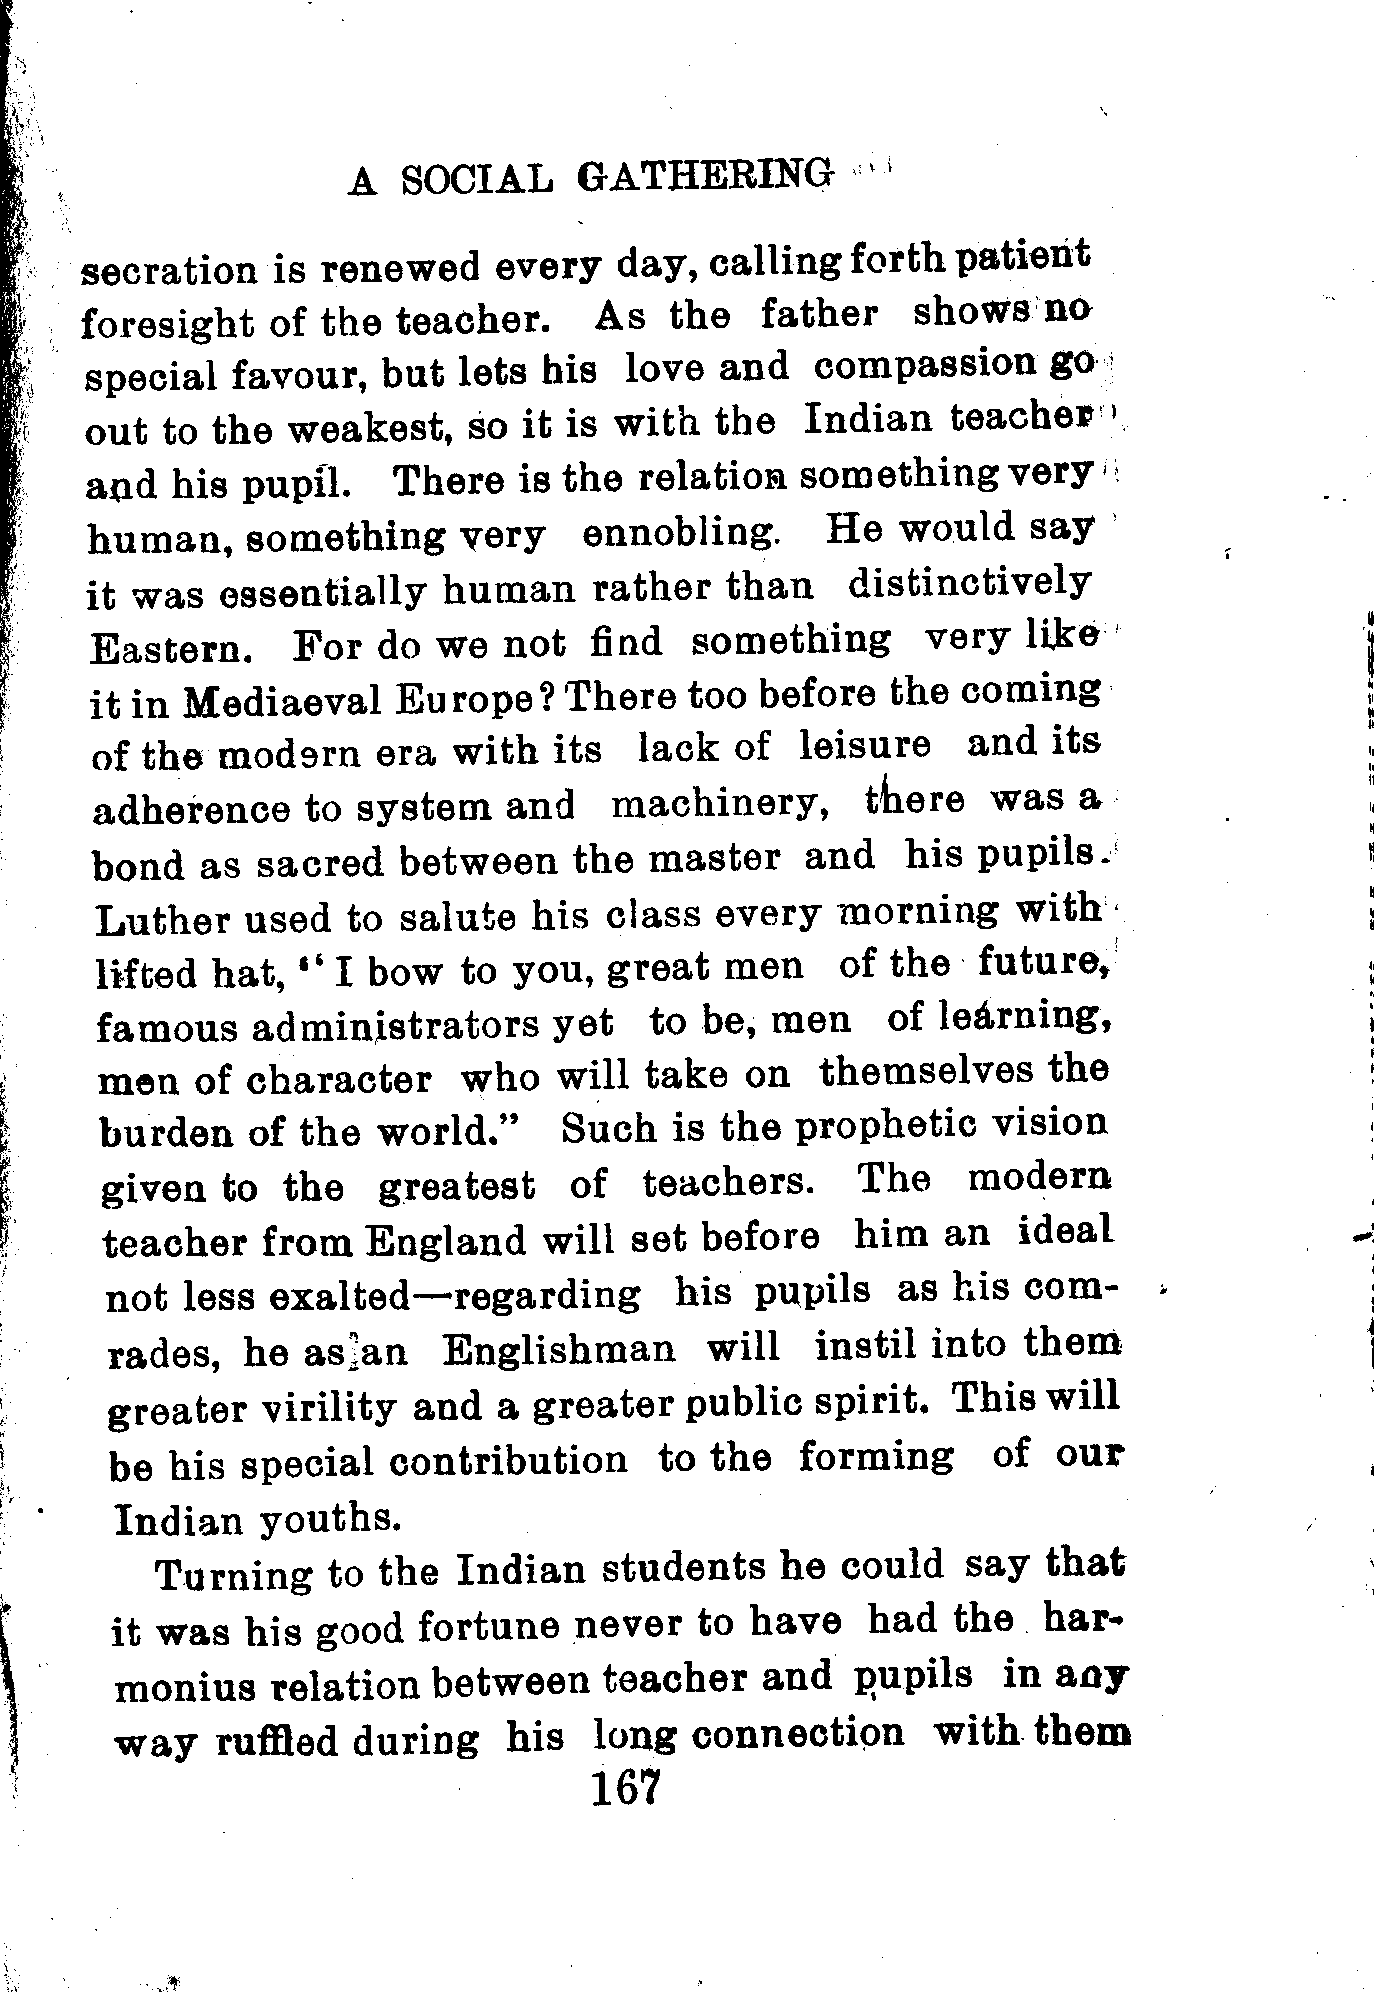 A SOCIAL GATHERING
secration is renewed every day, calling forth patient
foresight of the teacher. As the father shows no
special favour, but lets his love and compassion go
out to the weakest, so it is with the Indian teacher
and his pupil. There is the relation something very
human, something very ennobling. He would say
it was essentially human rather than distinctively
Eastern. For do we not find something very like
it in Mediaeval Europe? There too before the coming
of the modern era with its lack of leisure and its
adherence to system and machinery, there was a
bond as sacred between the master and his pupils.
Luther used to salute his class every morning with
lifted hat, “I bow to you, great men of the future,
famous administrators yet to be, men of learning,
men of character who will take on themselves the
burden of the world.” Such is the prophetic vision
given to the greatest of teachers. The modern
teacher from England will set before him an ideal
not less exalted—regarding his pupils as his com-
rades, he as an Englishman will instil into them
greater virility and a greater public spirit. This will
be his special contribution to the forming of our
Indian youths.
Turning to the Indian students he could say that
it was his good fortune never to have had the har-
monius relation between teacher and pupils in any
way ruffled during his long connection with them
167